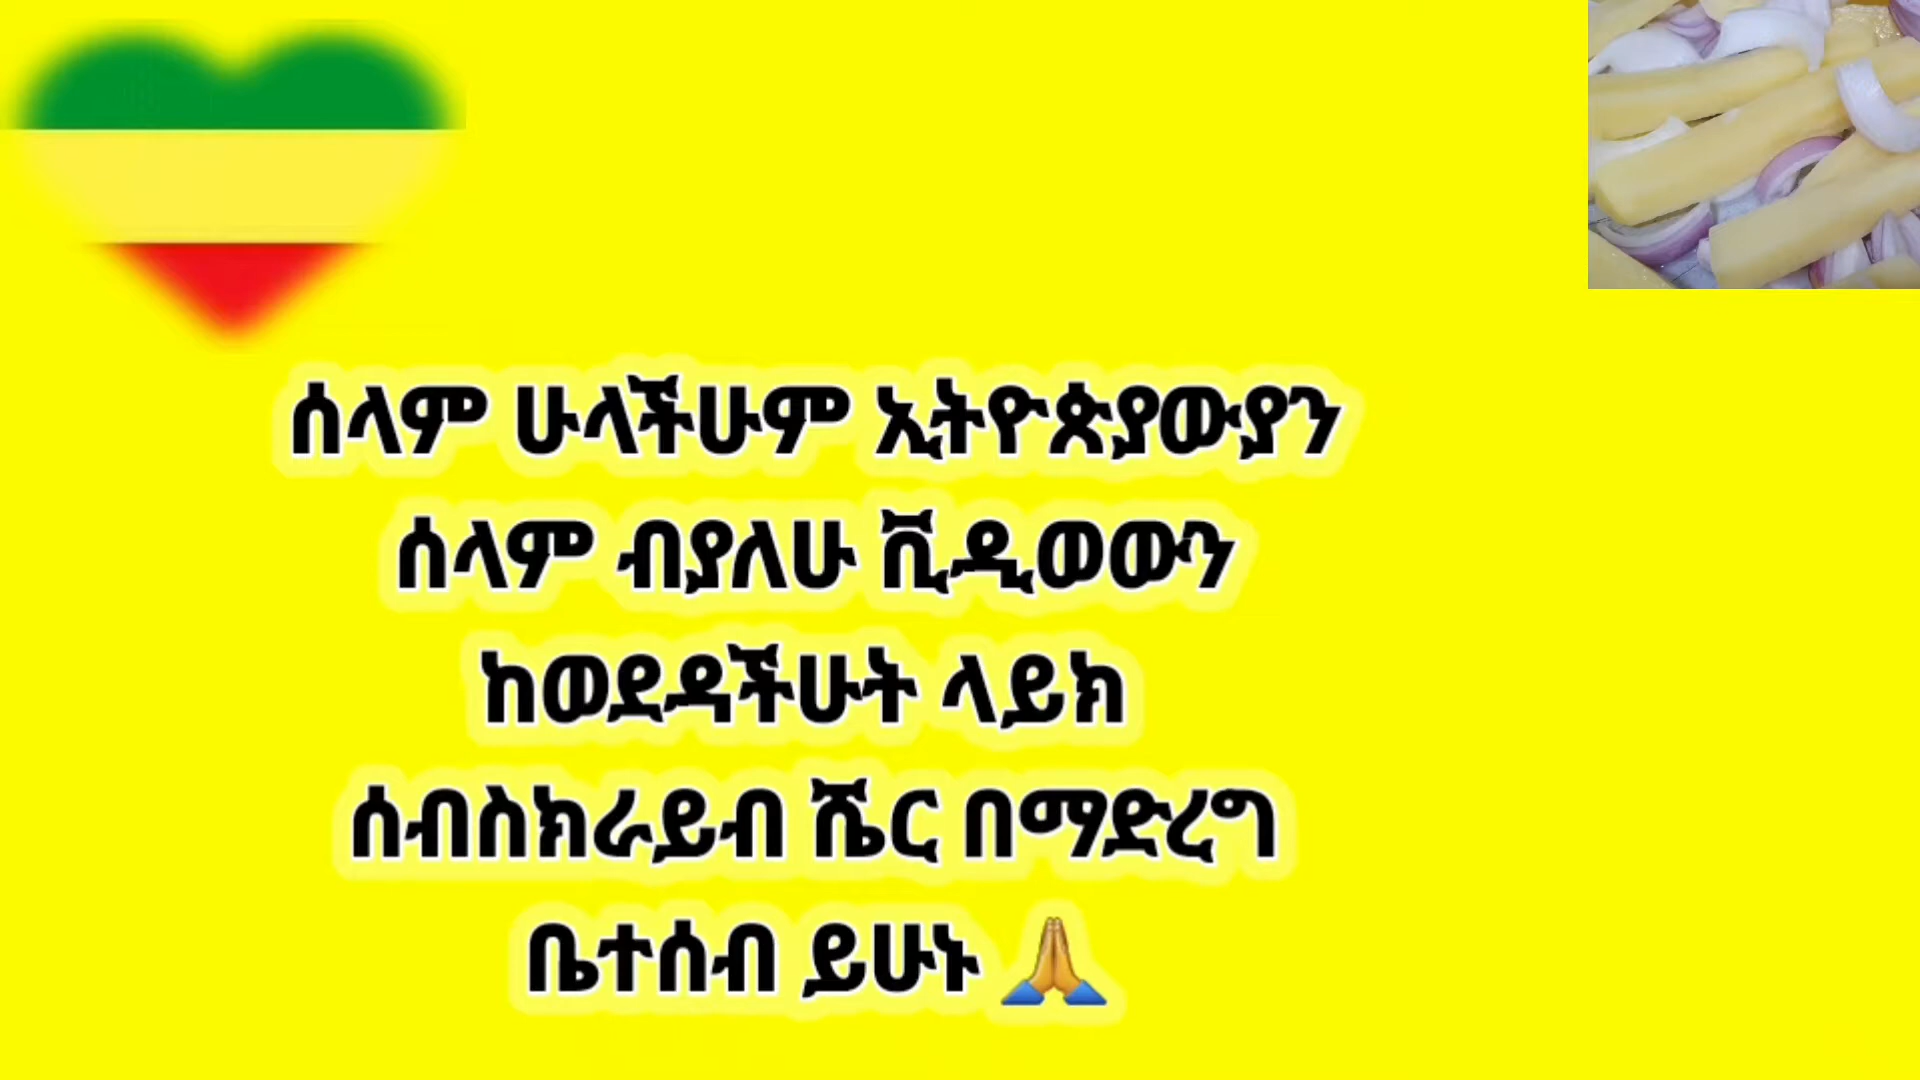 ሰላም ሁላችሁም ኢትዮጵያውያን
ሰላም ብያለሁ ቪዲወውን
ከወደዳችሁት ላይክ
ሰብስክራይብ ሼር በማድረግ
ቤተሰብ ይሁኑ 🙏